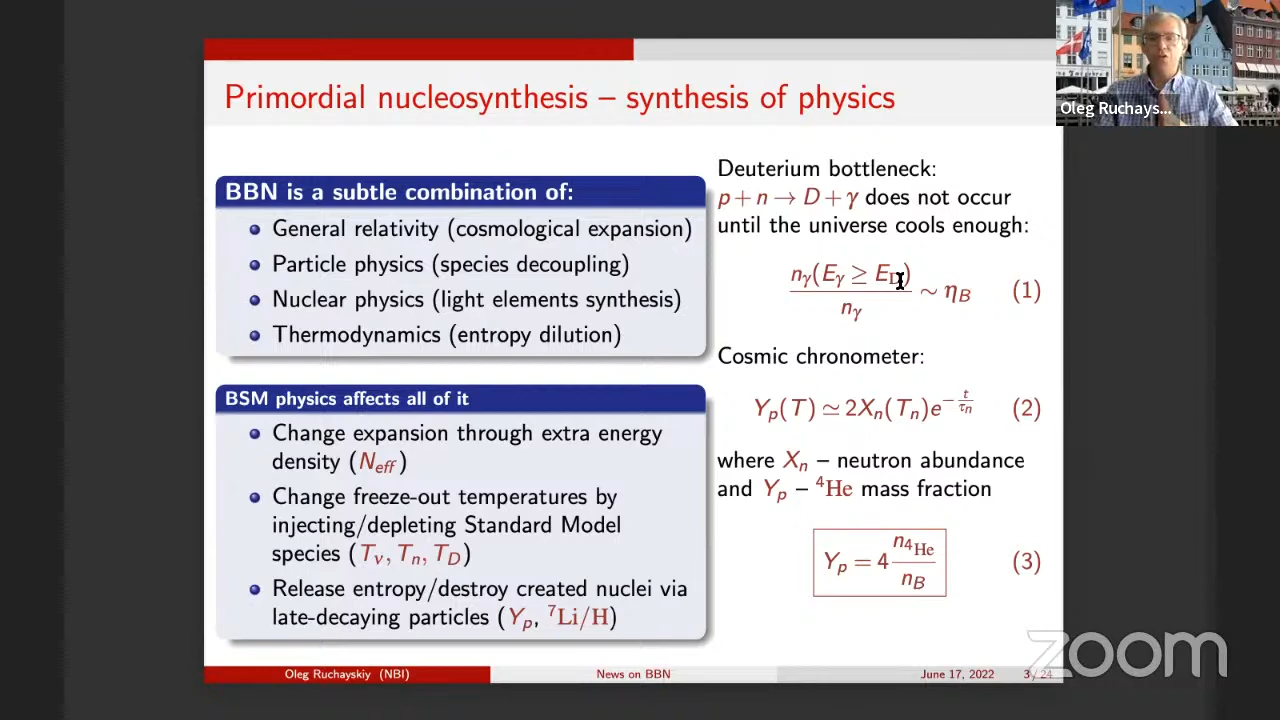 Primordial nucleosynthesis – synthesis of physics
BBN is a subtle combination of:
General relativity (cosmological expansion)
Particle physics (species decoupling)
Nuclear physics (light elements synthesis)
Thermodynamics (entropy dilution)
BSM physics affects all of it
Change expansion through extra energy
density (N_eff)
Change freeze-out temperatures by
injecting/depleting Standard Model
species (T_ν, T_n, T_D)
Release entropy/destroy created nuclei via
late-decaying particles (Y_p, ⁷Li/H)
Deuterium bottleneck:
p + n → D + γ does not occur
until the universe cools enough:
n_γ(E_γ ≥ E_D) / n_γ ∼ η_B (1)
Cosmic chronometer:
Y_p(T) ≃ 2X_n(T_n)e^{−t/τ_n} (2)
where X_n – neutron abundance
and Y_p – ⁴He mass fraction
Y_p = 4 n_{4He} / n_B (3)
Oleg Ruchayskiy (NBI) News on BBN June 17, 2022 3 / 24
Oleg Ruchays...
zoom